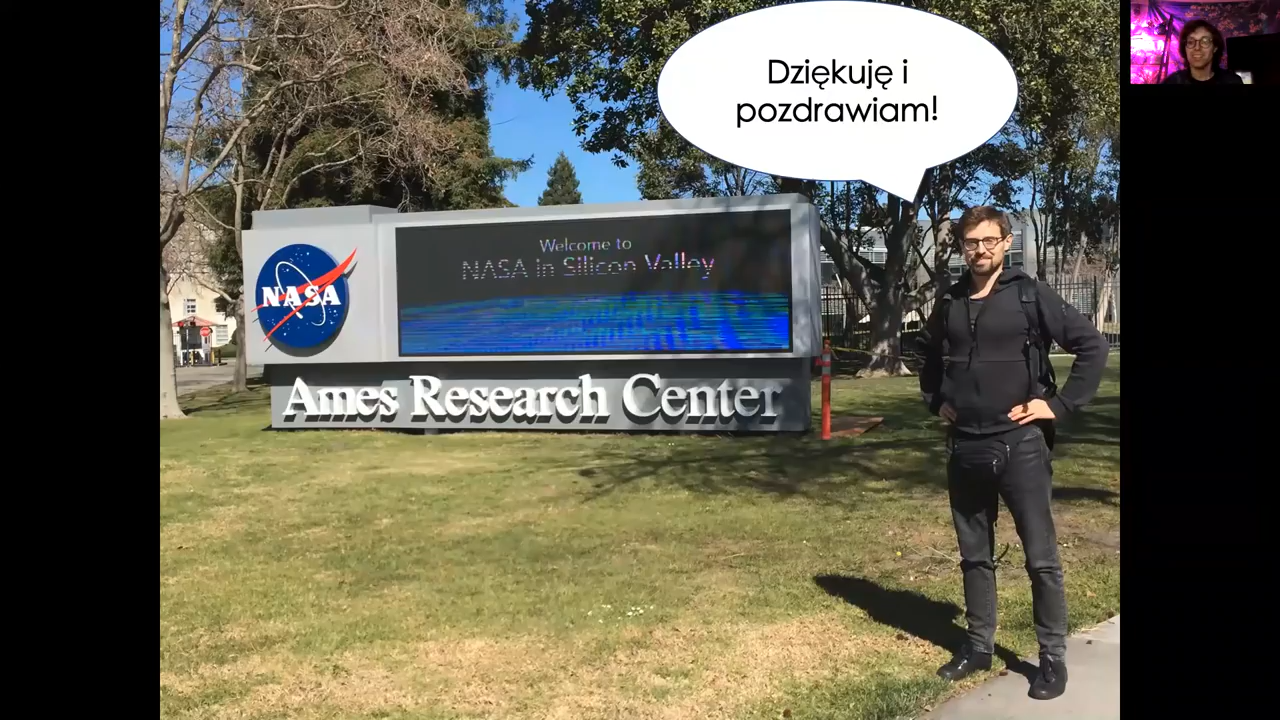 Dziękuję i
pozdrawiam!
Welcome to
NASA in Silicon Valley
NASA
Ames Research Center